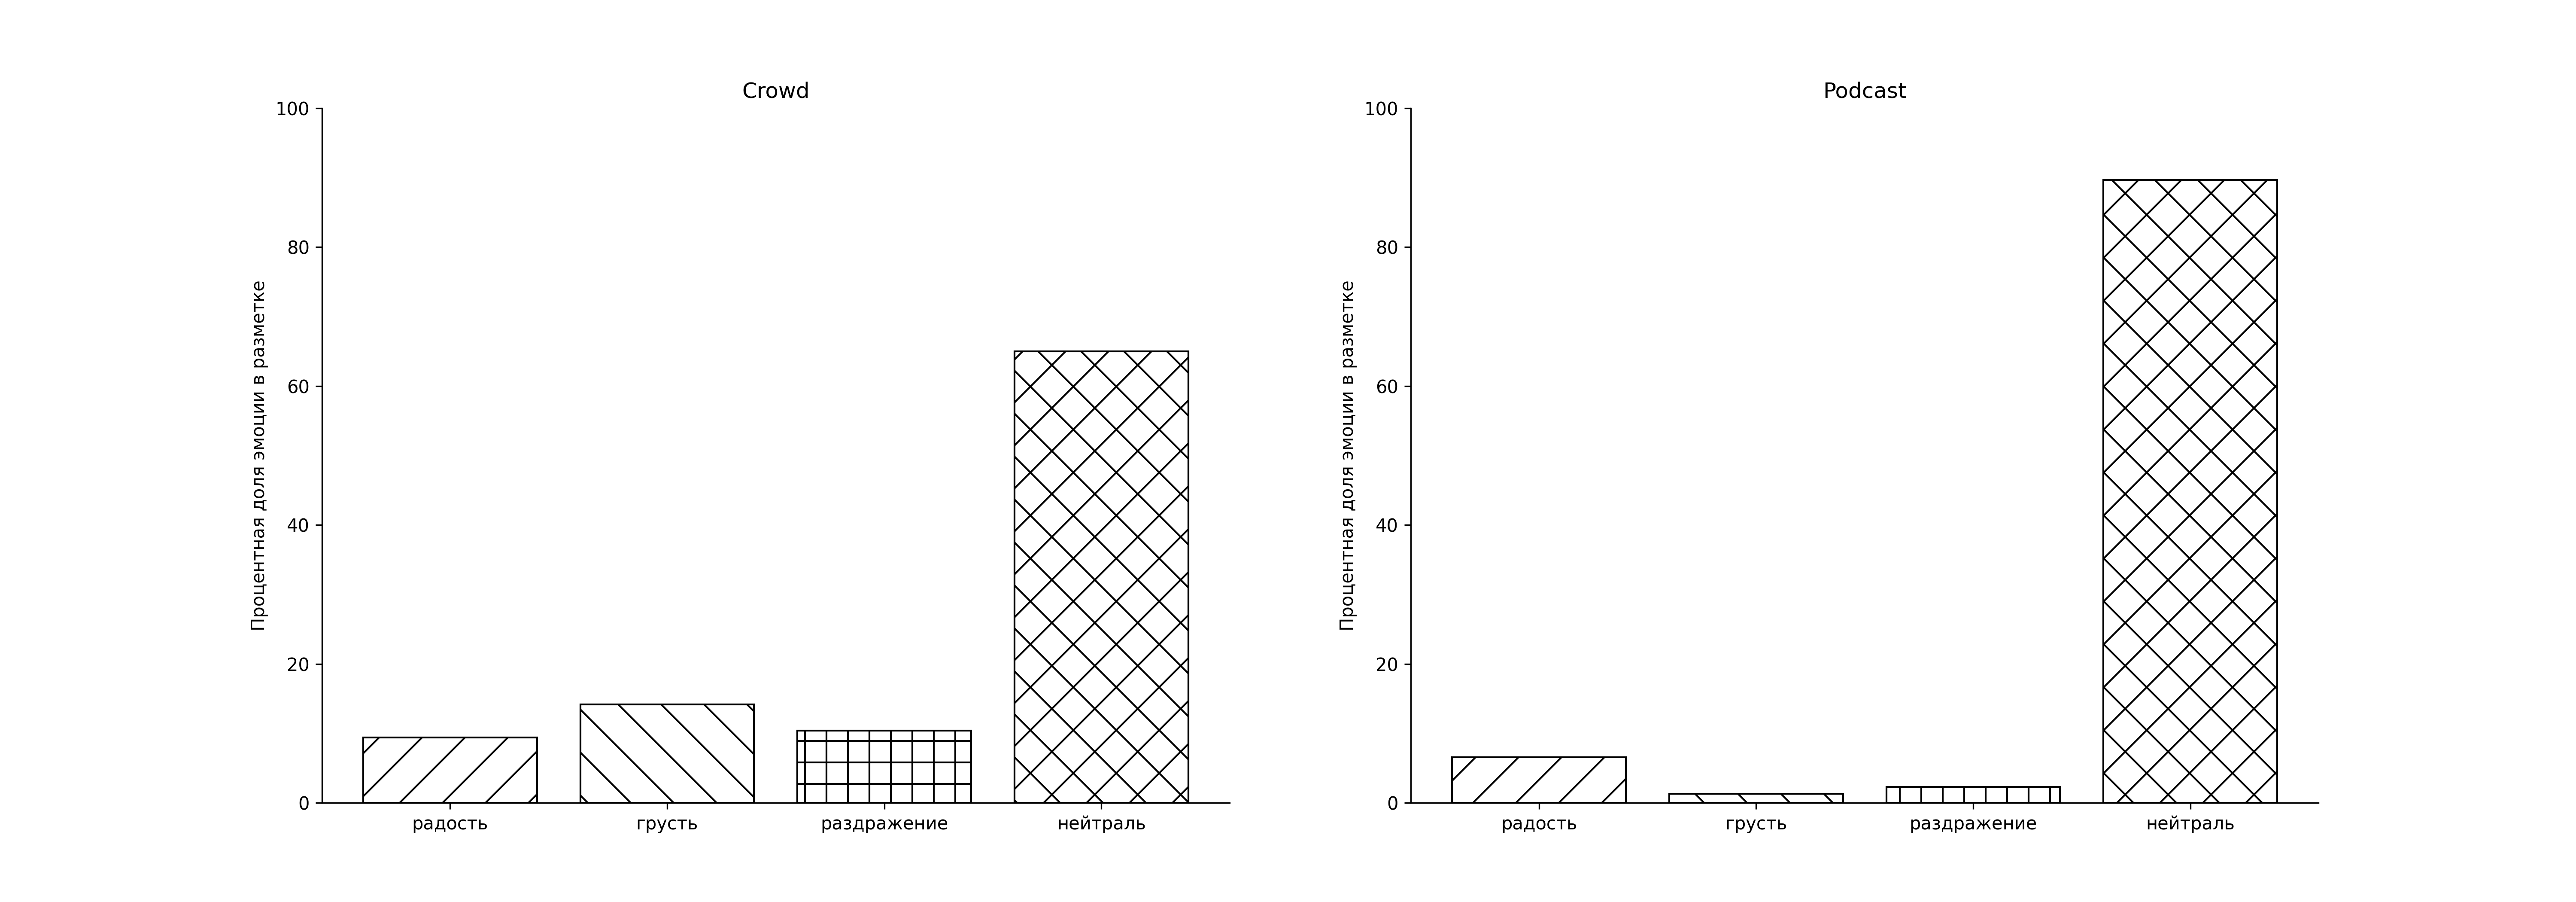 Crowd
Процентная доля эмоции в разметке
100
80
60
40
20
0
радость
грусть
раздражение
нейтраль
Podcast
Процентная доля эмоции в разметке
100
80
60
40
20
0
радость
грусть
раздражение
нейтраль